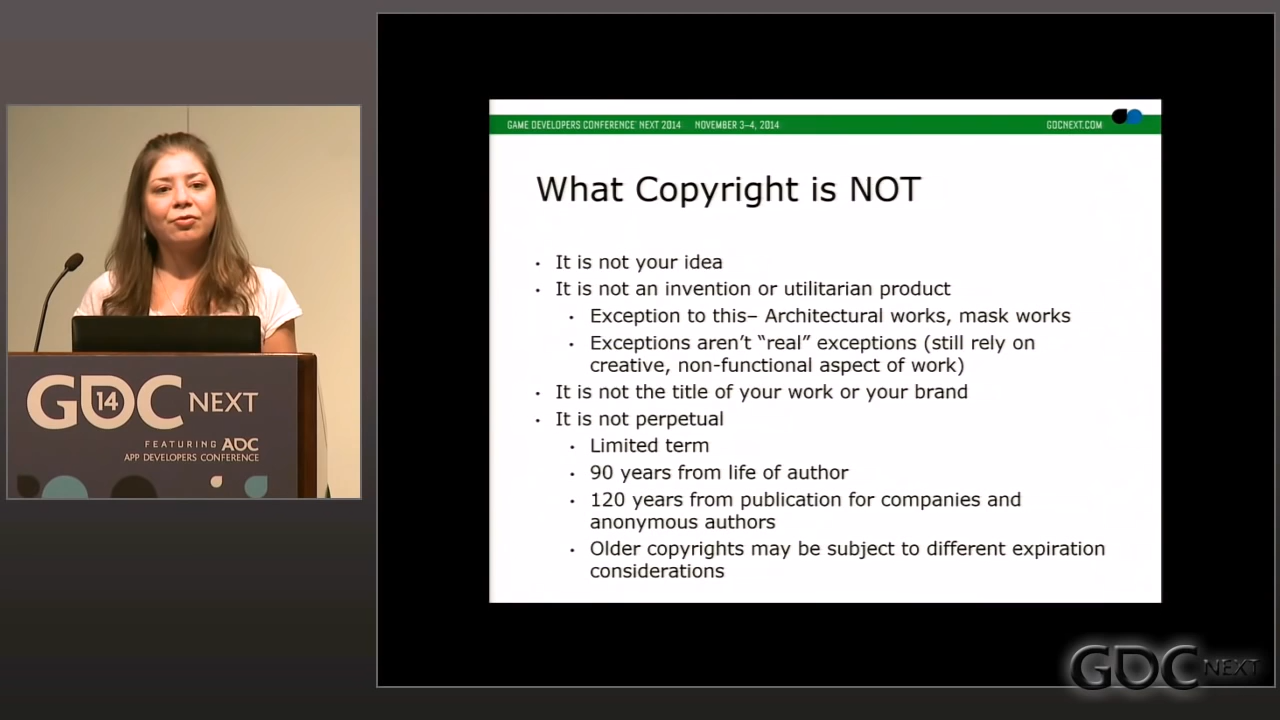 GAME DEVELOPERS CONFERENCE® NEXT 2014 NOVEMBER 3–4, 2014 GDCNEXT.COM
What Copyright is NOT
• It is not your idea
• It is not an invention or utilitarian product
• Exception to this– Architectural works, mask works
• Exceptions aren’t “real” exceptions (still rely on
creative, non-functional aspect of work)
• It is not the title of your work or your brand
• It is not perpetual
• Limited term
• 90 years from life of author
• 120 years from publication for companies and
anonymous authors
• Older copyrights may be subject to different expiration
considerations
GDC 14 NEXT
FEATURING ADC
APP DEVELOPERS CONFERENCE
GDC NEXT